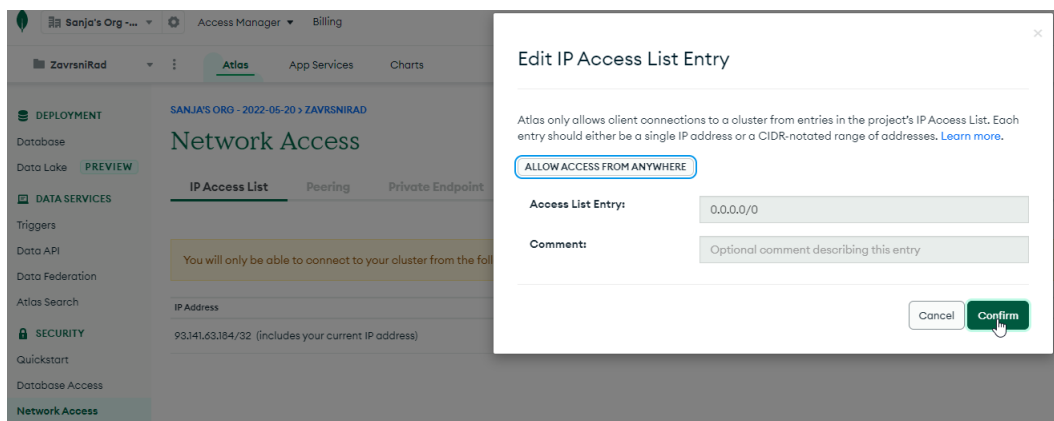 Sanja's Org -...
Access Manager
Billing
ZavrsniRad
Atlas
App Services
Charts
DEPLOYMENT
Database
Data Lake PREVIEW
DATA SERVICES
Triggers
Data API
Data Federation
Atlas Search
SECURITY
Quickstart
Database Access
Network Access
SANJA'S ORG - 2022-05-20 > ZAVRSNIRAD
Network Access
IP Access List
Peering
Private Endpoint
You will only be able to connect to your cluster from the foll
IP Address
93.141.63.184/32 (includes your current IP address)
Edit IP Access List Entry
Atlas only allows client connections to a cluster from entries in the project's IP Access List. Each
entry should either be a single IP address or a CIDR-notated range of addresses. Learn more.
ALLOW ACCESS FROM ANYWHERE
Access List Entry:
0.0.0.0/0
Comment:
Optional comment describing this entry
Cancel
Confirm